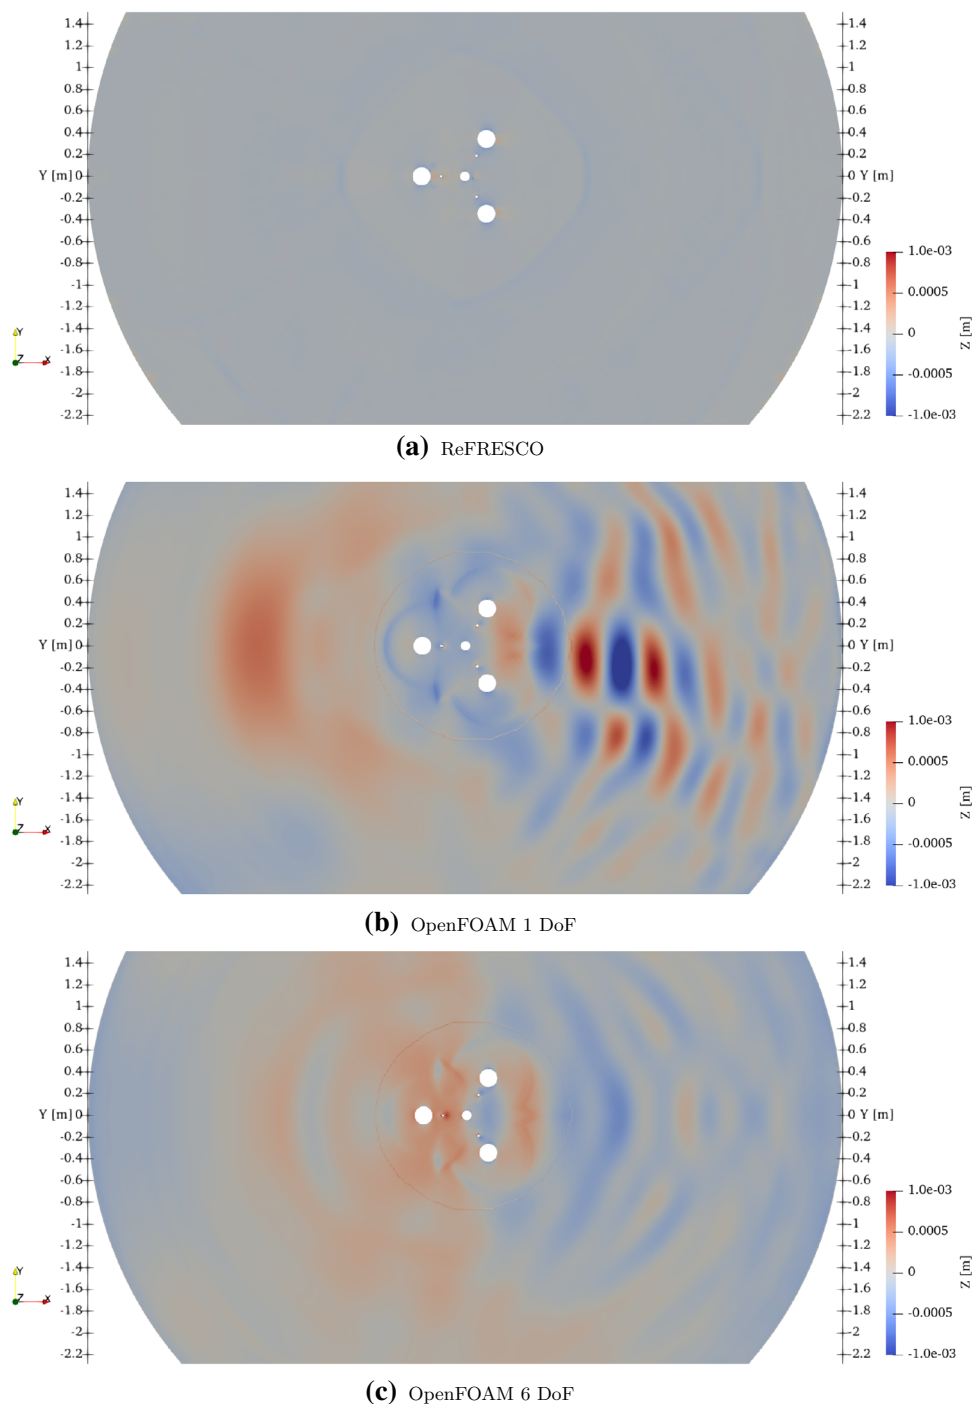 1.4 1.4
1.2 1.2
1 1
0.8 0.8
0.6 0.6
0.4 0.4
0.2 0.2
Y [m] 0 0 Y [m]
-0.2 -0.2
-0.4 -0.4
-0.6 -0.6
-0.8 -0.8 1.0e-03
-1 -1
-1.2 -1.2 0.0005
-1.4 -1.4
Y -1.6 -1.6 0 Z [m]
Z X -1.8 -1.8 -0.0005
-2 -2
-2.2 -2.2 -1.0e-03
(a) ReFRESCO
1.4 1.4
1.2 1.2
1 1
0.8 0.8
0.6 0.6
0.4 0.4
0.2 0.2
Y [m] 0 0 Y [m]
-0.2 -0.2
-0.4 -0.4
-0.6 -0.6
-0.8 -0.8 1.0e-03
-1 -1
-1.2 -1.2 0.0005
-1.4 -1.4
Y -1.6 -1.6 0 Z [m]
Z X -1.8 -1.8 -0.0005
-2 -2
-2.2 -2.2 -1.0e-03
(b) OpenFOAM 1 DoF
1.4 1.4
1.2 1.2
1 1
0.8 0.8
0.6 0.6
0.4 0.4
0.2 0.2
Y [m] 0 0 Y [m]
-0.2 -0.2
-0.4 -0.4
-0.6 -0.6
-0.8 -0.8 1.0e-03
-1 -1
-1.2 -1.2 0.0005
-1.4 -1.4
Y -1.6 -1.6 0 Z [m]
Z X -1.8 -1.8 -0.0005
-2 -2
-2.2 -2.2 -1.0e-03
(c) OpenFOAM 6 DoF